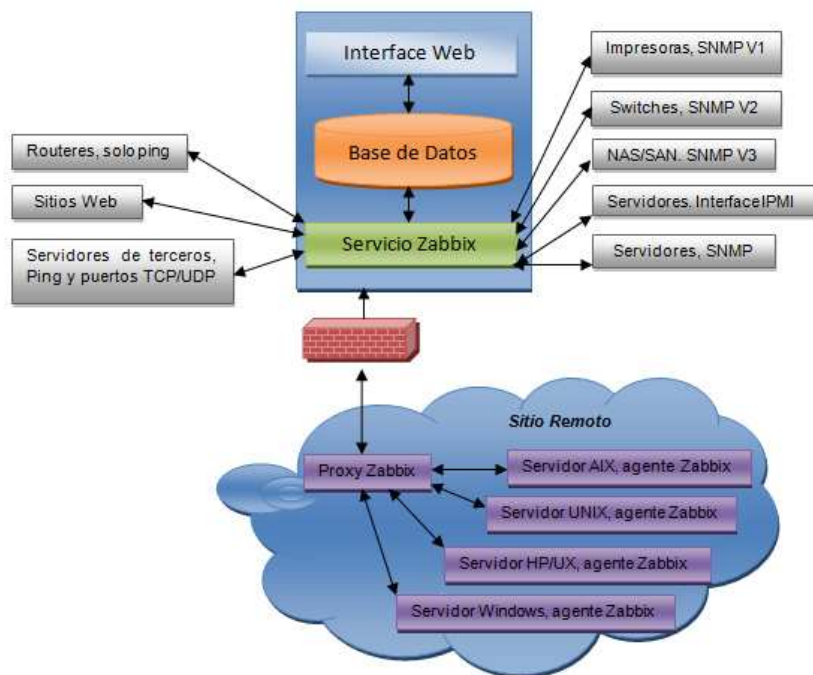 Interface Web
Base de Datos
Servicio Zabbix
Routeres, solo ping
Sitios Web
Servidores de terceros,
Ping y puertos TCP/UDP
Impresoras, SNMP V1
Switches, SNMP V2
NAS/SAN. SNMP V3
Servidores. Interface IPMI
Servidores, SNMP
Sitio Remoto
Proxy Zabbix
Servidor AIX, agente Zabbix
Servidor UNIX, agente Zabbix
Servidor HP/UX, agente Zabbix
Servidor Windows, agente Zabbix